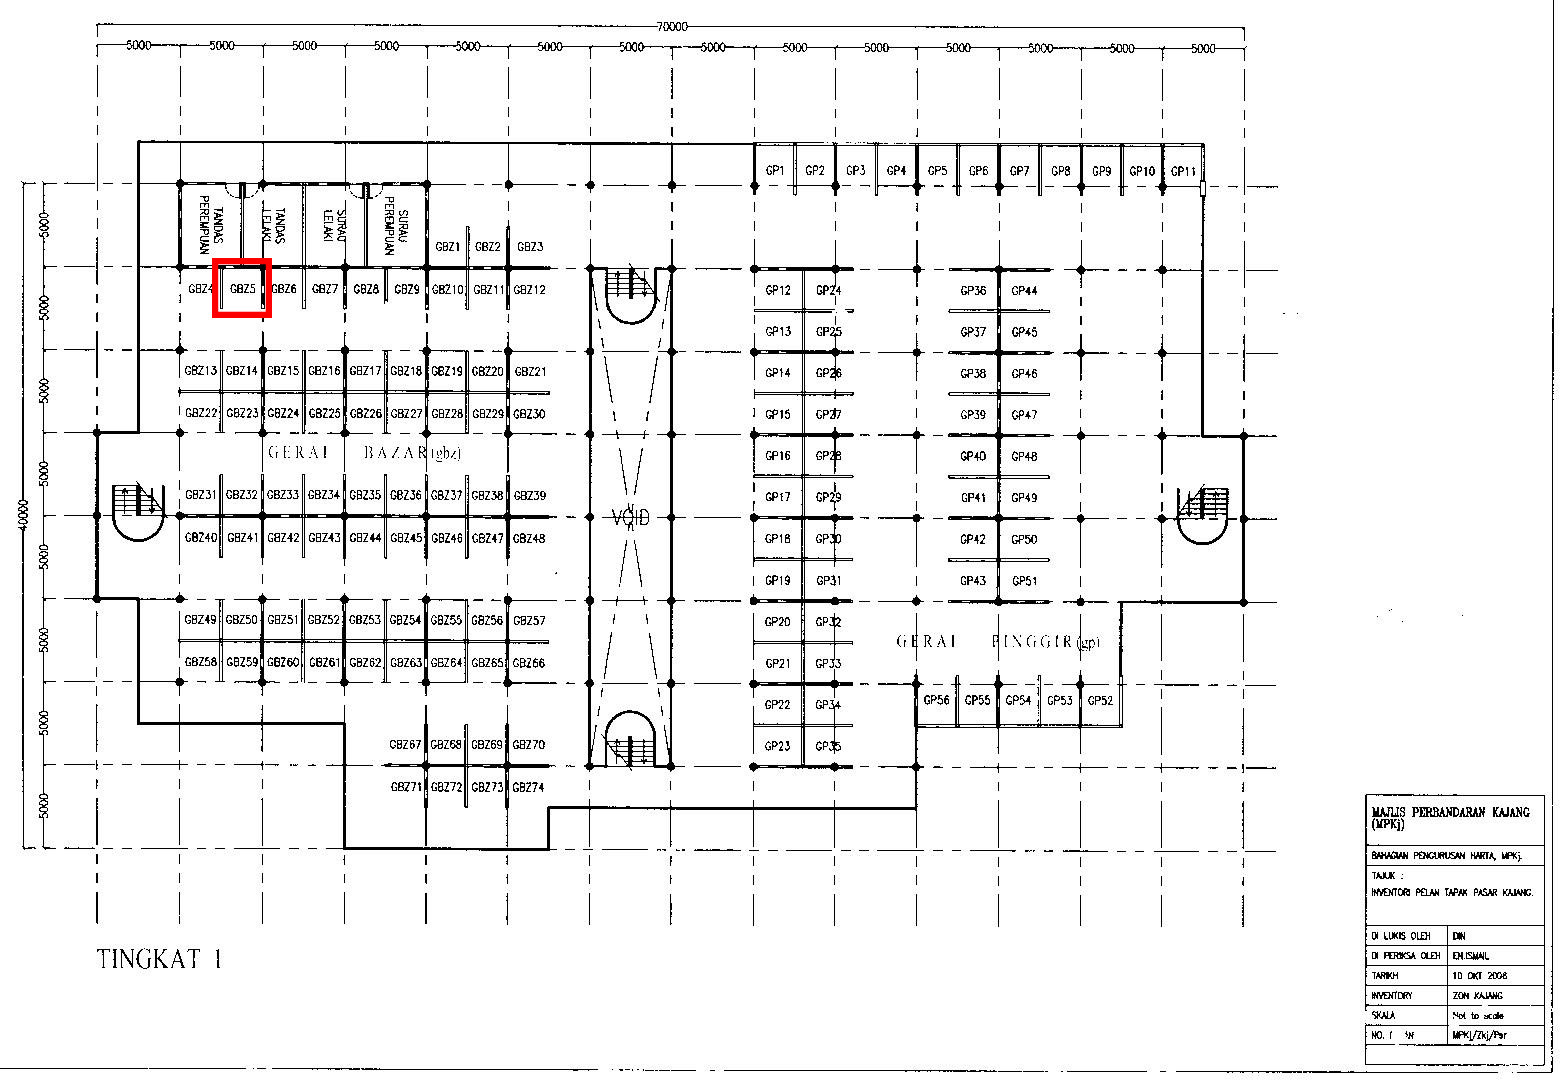 70000
5000 5000 5000 5000 5000 5000 5000 5000 5000 5000 5000 5000 5000 5000
GP1 GP2 GP3 GP4 GP5 GP6 GP7 GP8 GP9 GP10 GP11
TANDAS PEREMPUAN
TANDAS LELAKI
SURAU LELAKI
SURAU PEREMPUAN
GBZ1 GBZ2 GBZ3
GBZ4 GBZ5 GBZ6 GBZ7 GBZ8 GBZ9 GBZ10 GBZ11 GBZ12
GBZ13 GBZ14 GBZ15 GBZ16 GBZ17 GBZ18 GBZ19 GBZ20 GBZ21
GBZ22 GBZ23 GBZ24 GBZ25 GBZ26 GBZ27 GBZ28 GBZ29 GBZ30
GERAI BAZAR(gbz)
GBZ31 GBZ32 GBZ33 GBZ34 GBZ35 GBZ36 GBZ37 GBZ38 GBZ39
GBZ40 GBZ41 GBZ42 GBZ43 GBZ44 GBZ45 GBZ46 GBZ47 GBZ48
GBZ49 GBZ50 GBZ51 GBZ52 GBZ53 GBZ54 GBZ55 GBZ56 GBZ57
GBZ58 GBZ59 GBZ60 GBZ61 GBZ62 GBZ63 GBZ64 GBZ65 GBZ66
GBZ67 GBZ68 GBZ69 GBZ70
GBZ71 GBZ72 GBZ73 GBZ74
VOID
GP12 GP24 GP36 GP44
GP13 GP25 GP37 GP45
GP14 GP26 GP38 GP46
GP15 GP27 GP39 GP47
GP16 GP28 GP40 GP48
GP17 GP29 GP41 GP49
GP18 GP30 GP42 GP50
GP19 GP31 GP43 GP51
GP20 GP32
GERAI PINGGIR(gp)
GP21 GP33
GP22 GP34
GP23 GP35
GP56 GP55 GP54 GP53 GP52
40000
5000
5000
5000
5000
5000
5000
5000
5000
TINGKAT 1
MAJLIS PERBANDARAN KAJANG
(MPKj)
BAHAGIAN PENGURUSAN HARTA, MPKj.
TAJUK :
INVENTORI PELAN TAPAK PASAR KAJANG.
DI LUKIS OLEH DIN
DI PERIKSA OLEH EN.ISMAIL
TARIKH 10 OKT 2008
INVENTORY ZON KAJANG
SKALA Not to scale
NO. MPKj/Zkj/Psr